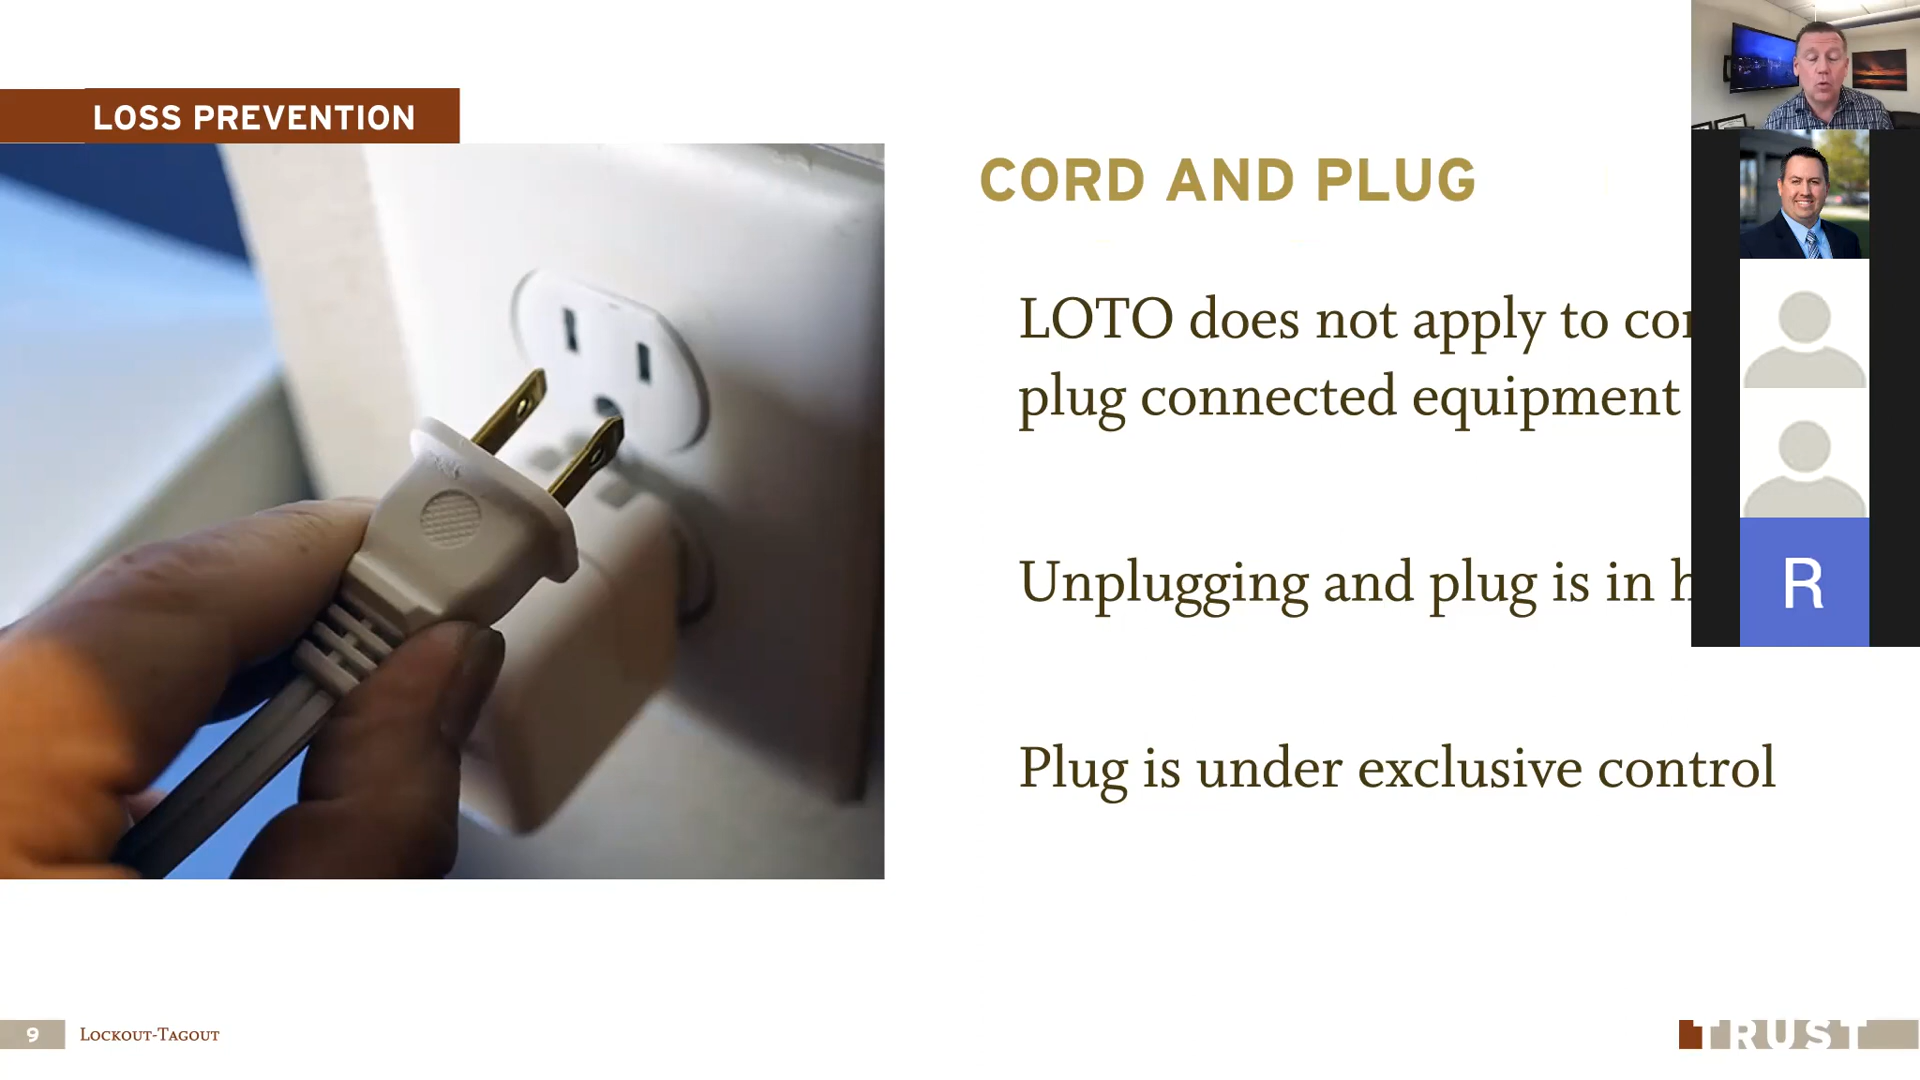 LOSS PREVENTION
CORD AND PLUG
LOTO does not apply to
plug connected equipment
Unplugging and plug is in
Plug is under exclusive control
R
9 Lockout-Tagout
TRUST